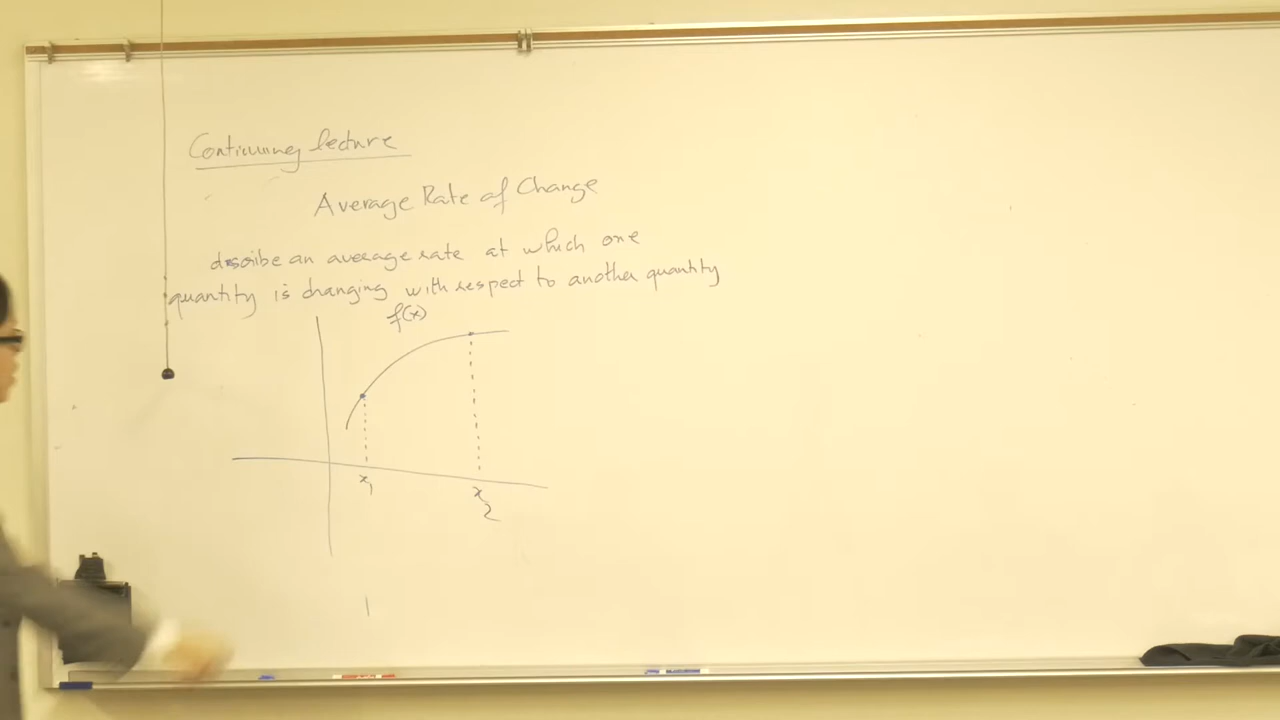 Continuing lecture
Average Rate of Change
dscribe an average rate at which one
quantity is changing with respect to another quantity
f(x)
x₁
x₂